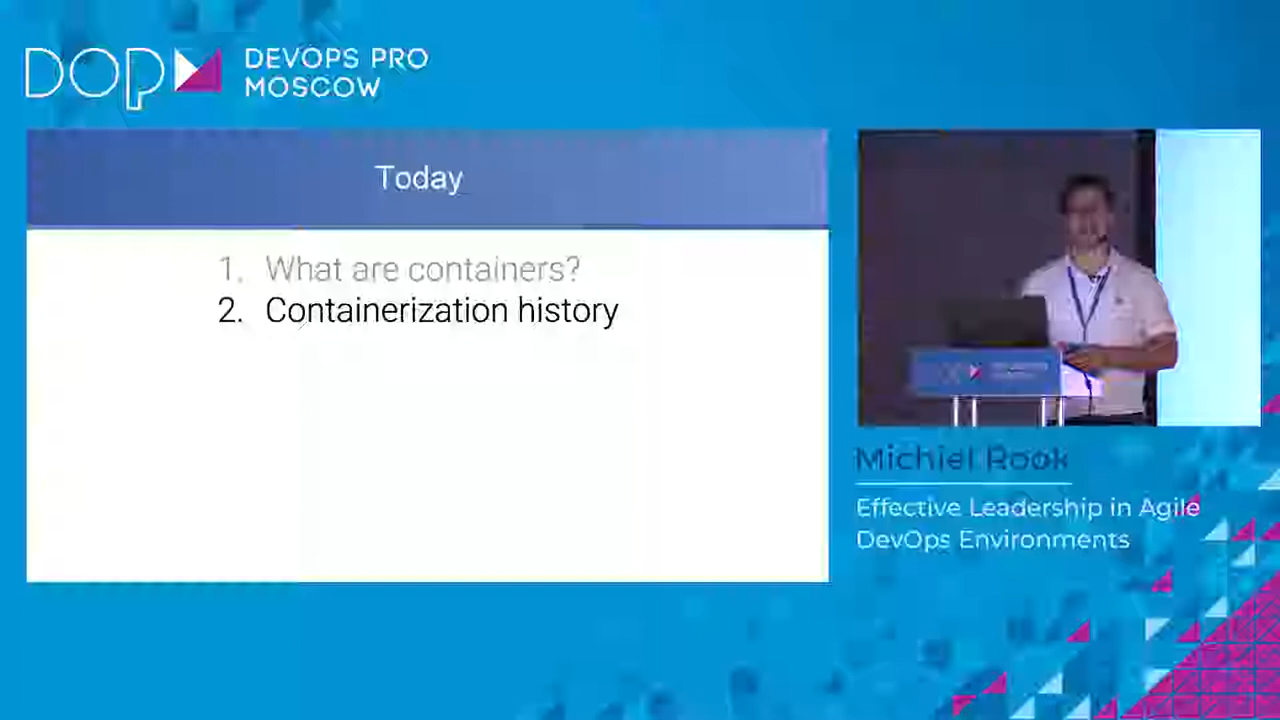 DOP
DEVOPS PRO
MOSCOW
Today
1. What are containers?
2. Containerization history
Michiel Rook
Effective Leadership in Agile
DevOps Environments